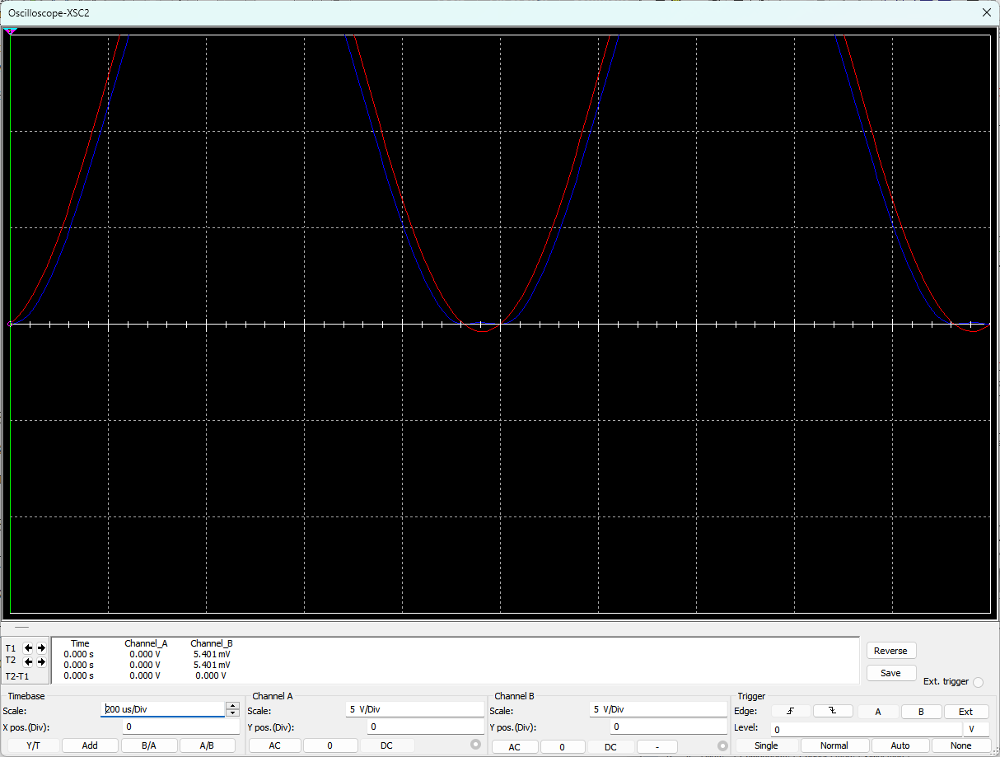 Oscilloscope-XSC2
T1
T2
T2-T1
Time Channel_A Channel_B
0.000 s 0.000 V 5.401 mV
0.000 s 0.000 V 5.401 mV
0.000 s 0.000 V 0.000 V
Reverse
Save
Ext. trigger
Timebase
Scale: 200 us/Div
X pos.(Div): 0
Y/T Add B/A A/B
Channel A
Scale: 5 V/Div
Y pos.(Div): 0
AC 0 DC
Channel B
Scale: 5 V/Div
Y pos.(Div): 0
AC 0 DC -
Trigger
Edge: A B Ext
Level: 0 V
Single Normal Auto None